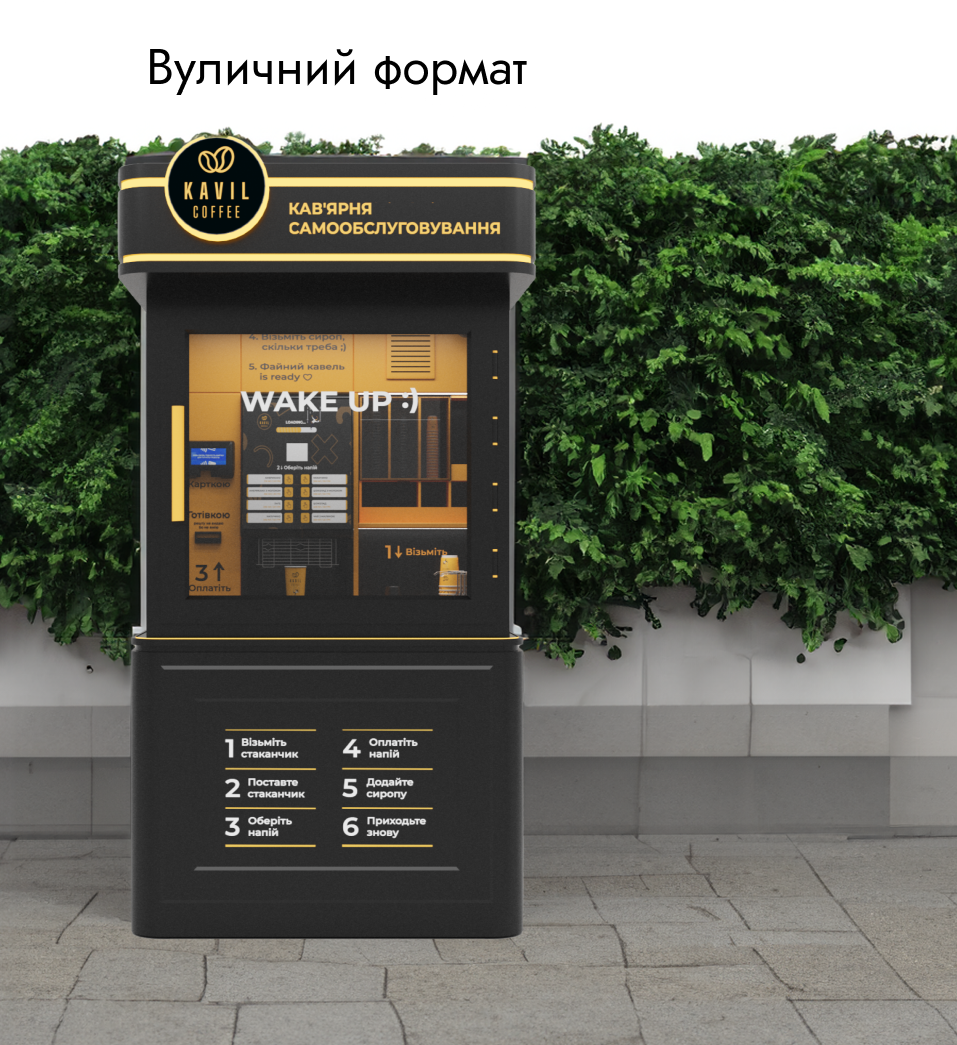 Вуличний формат
KAVIL
COFFEE
КАВ'ЯРНЯ
САМООБСЛУГОВУВАННЯ
4. Візьміть сироп,
скільки треба ;)
5. Файний кавель
is ready ♡
WAKE UP :)
LOADING...
2↓ Оберіть напій
Карткою
Готівкою
1↓ Візьміть
3↑
Оплатіть
1 Візьміть
стаканчик
2 Поставте
стаканчик
3 Оберіть
напій
4 Оплатіть
напій
5 Додайте
сиропу
6 Приходьте
знову